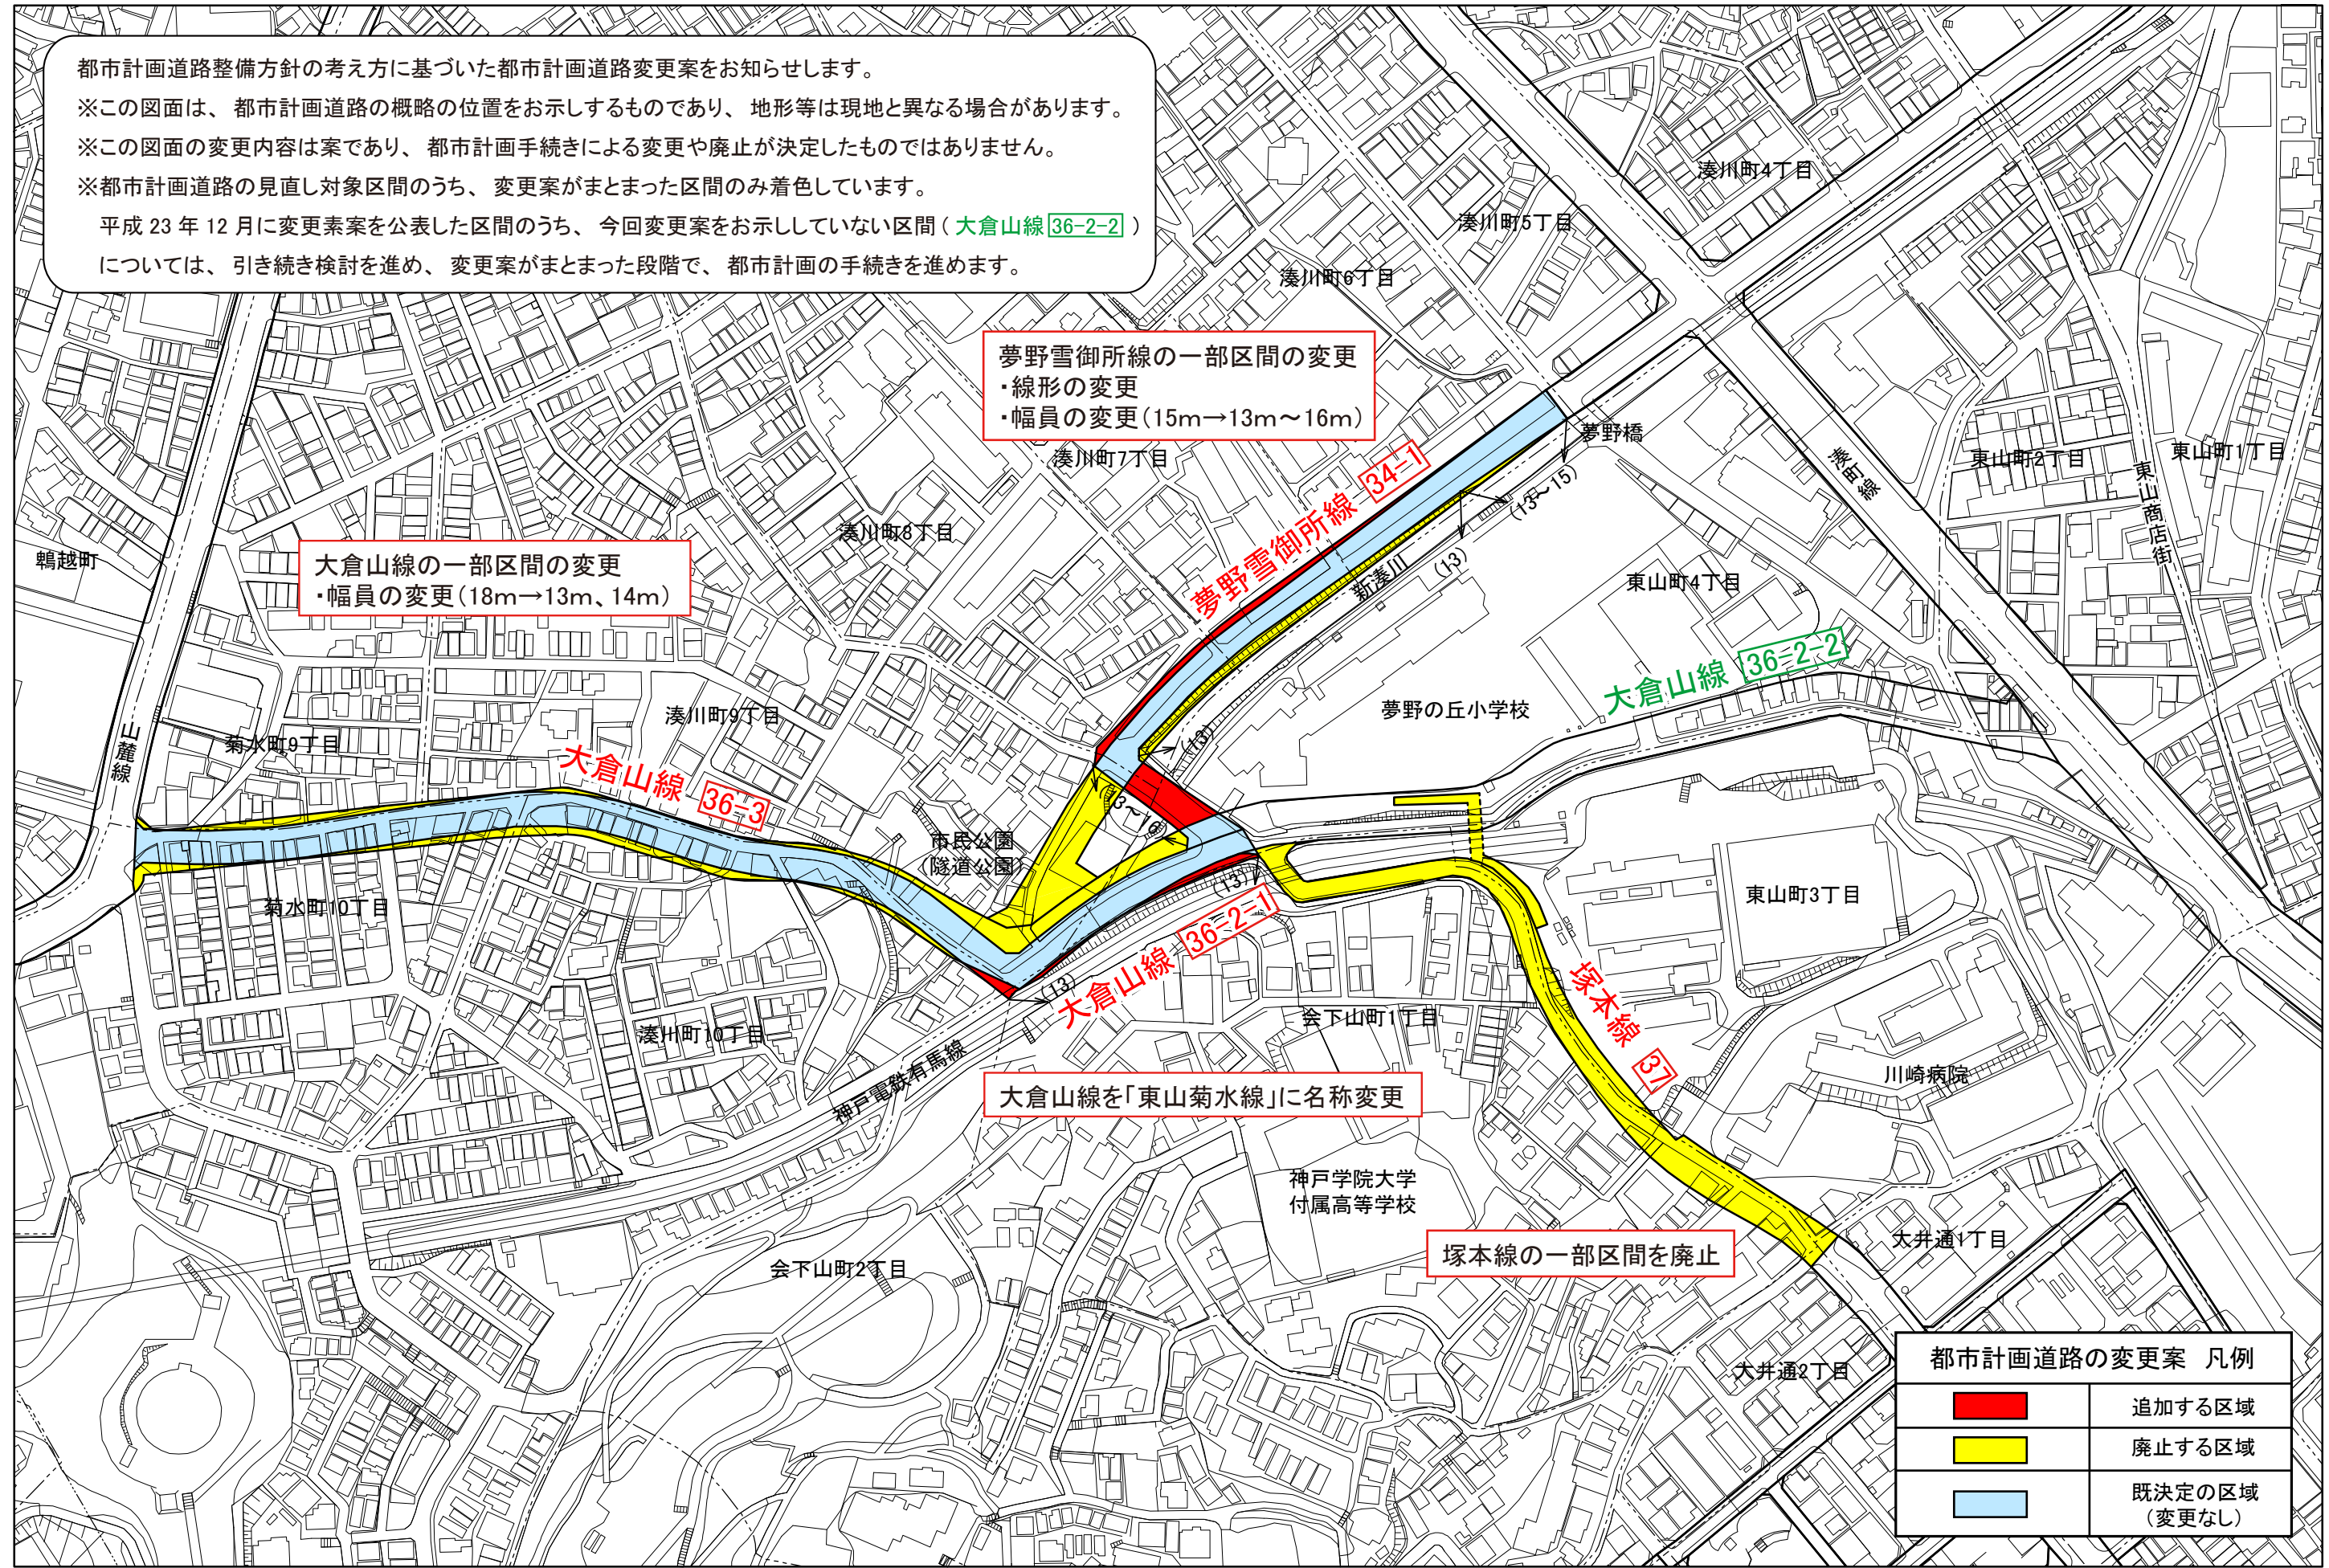 都市計画道路整備方針の考え方に基づいた都市計画道路変更案をお知らせします。
※この図面は、都市計画道路の概略の位置をお示しするものであり、地形等は現地と異なる場合があります。
※この図面の変更内容は案であり、都市計画手続きによる変更や廃止が決定したものではありません。
※都市計画道路の見直し対象区間のうち、変更案がまとまった区間のみ着色しています。
平成23年12月に変更素案を公表した区間のうち、今回変更案をお示ししていない区間(大倉山線36-2-2)
については、引き続き検討を進め、変更案がまとまった段階で、都市計画の手続きを進めます。
湊川町4丁目
湊川町5丁目
湊川町6丁目
夢野雪御所線の一部区間の変更
・線形の変更
・幅員の変更(15m→13m～16m)
夢野橋
湊川町7丁目
夢野雪御所線 34-1
(13～15)
湊町線
東山町2丁目
東山商店街
東山町1丁目
湊川町8丁目
鵯越町
大倉山線の一部区間の変更
・幅員の変更(18m→13m、14m)
新湊川
(13)
東山町4丁目
大倉山線 36-2-2
夢野の丘小学校
湊川町9丁目
菊水町9丁目
山麓線
大倉山線 36-3
(13)
(13～16)
市民公園
(隧道公園)
(13)
東山町3丁目
菊水町10丁目
大倉山線 36-2-1
(13)
塚本線 37
会下山町1丁目
湊川町10丁目
神戸電鉄有馬線
川崎病院
大倉山線を「東山菊水線」に名称変更
神戸学院大学
付属高等学校
塚本線の一部区間を廃止
大井通1丁目
会下山町2丁目
大井通2丁目
都市計画道路の変更案 凡例
追加する区域
廃止する区域
既決定の区域
(変更なし)